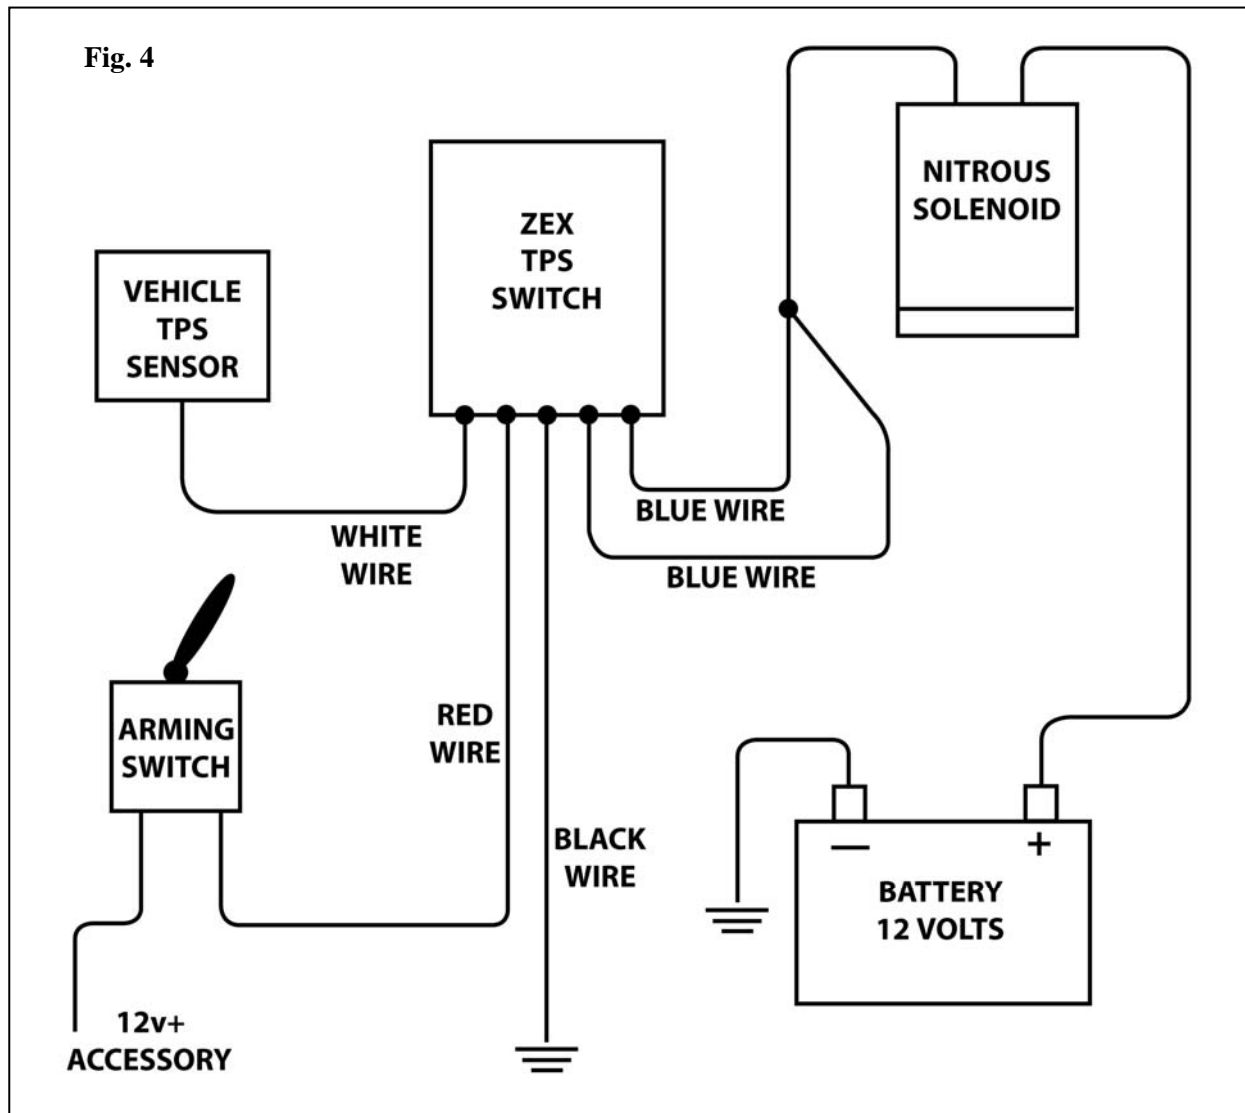 Fig. 4
NITROUS
SOLENOID
ZEX
TPS
SWITCH
VEHICLE
TPS
SENSOR
BLUE WIRE
WHITE
WIRE
BLUE WIRE
ARMING
SWITCH
RED
WIRE
BLACK
WIRE
— +
BATTERY
12 VOLTS
12v+
ACCESSORY